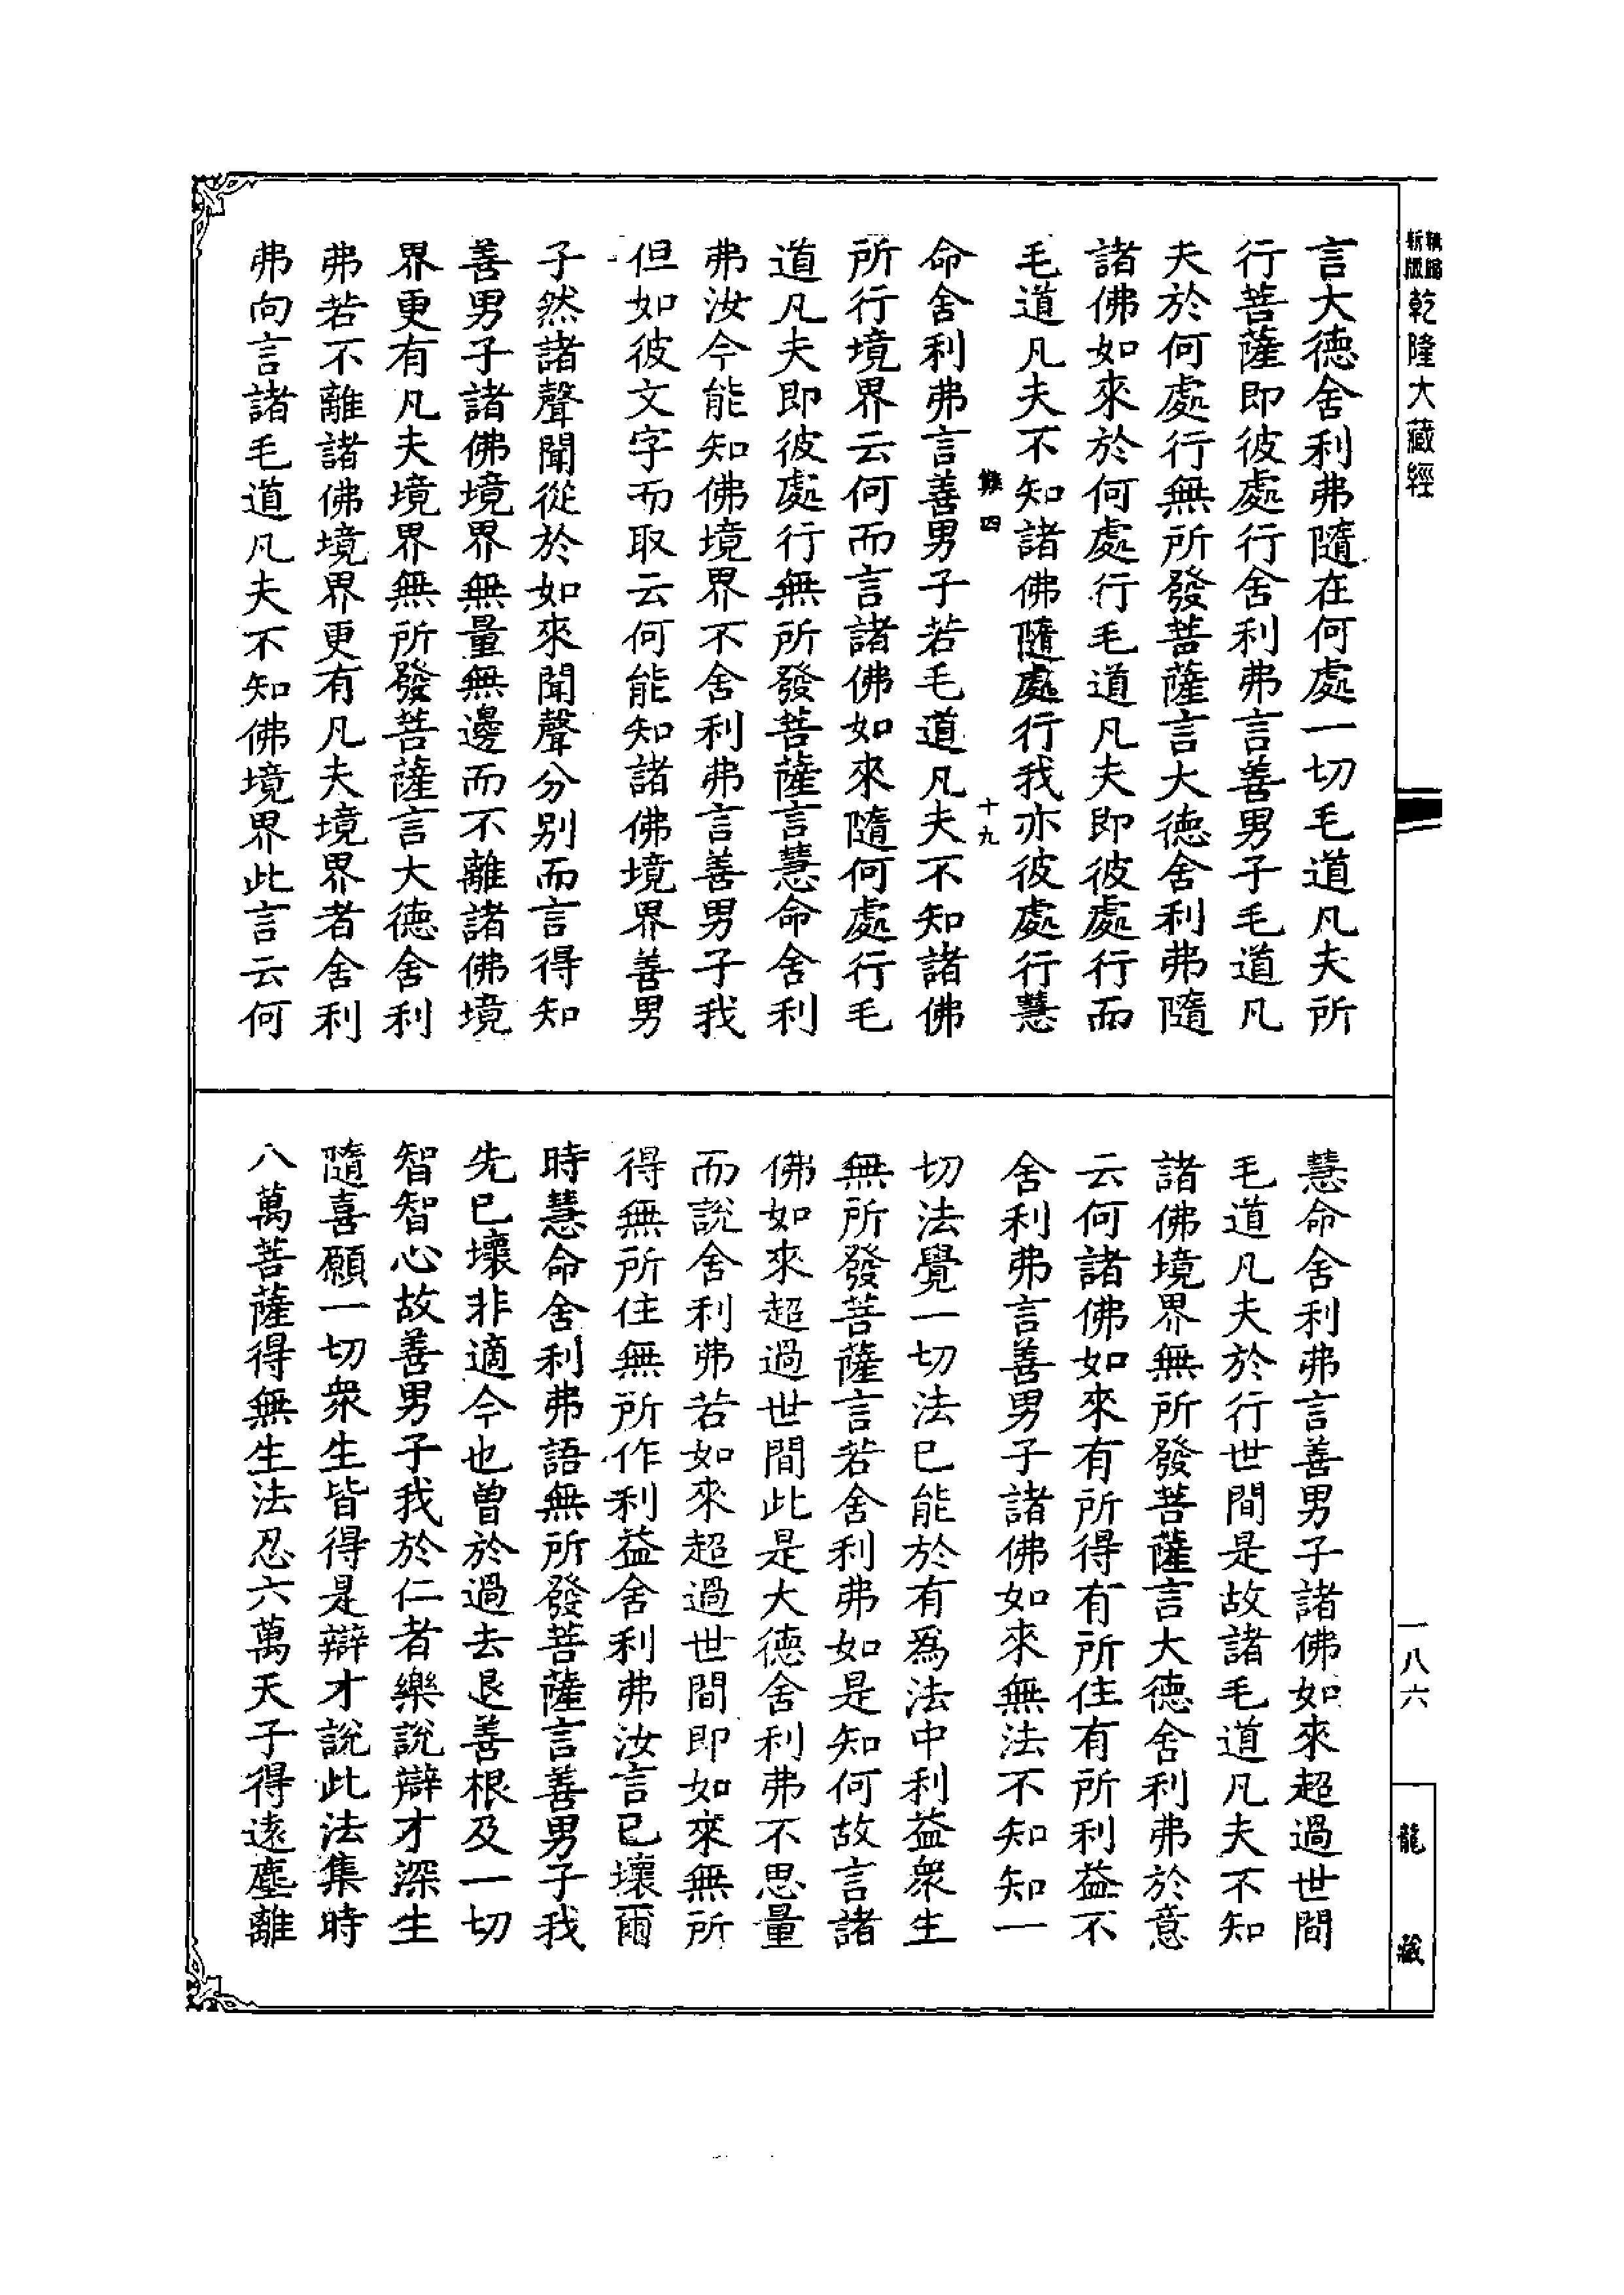 新版
乾隆大藏經
言大德舍利弗隨在何處一切毛道凡夫所
行菩薩即彼處行舍利弗言善男子毛道凡
夫於何處行無所發菩薩言大德舍利弗隨
諸佛如來於何處行毛道凡夫即彼處行而
毛道凡夫不知諸佛隨處行我亦彼處行慧
四
十九
命舍利弗言善男子若毛道凡夫不知諸佛
所行境界云何而言諸佛如來隨何處行毛
道凡夫即彼處行無所發菩薩言慧命舍利
弗汝今能知佛境界不舍利弗言善男子我
但如彼文字而取云何能知諸佛境界善男
子然諸聲聞從於如來聞聲分別而言得知
善男子諸佛境界無量無邊而不離諸佛境
界更有凡夫境界無所發菩薩言大德舍利
弗若不離諸佛境界更有凡夫境界者舍利
弗向言諸毛道凡夫不知佛境界此言云何
慧命舍利弗言善男子諸佛如來超過世間
毛道凡夫於行世間是故諸毛道凡夫不知
諸佛境界無所發菩薩言大德舍利弗於意
云何諸佛如來有所得有所住有所利益不
舍利弗言善男子諸佛如來無法不知知一
切法覺一切法已能於有為法中利益眾生
無所發菩薩言若舍利弗如是知何故言諸
佛如來超過世間此是大德舍利弗不思量
而說舍利弗若如來超過世間即如來無所
得無所住無所作利益舍利弗汝言已壞爾
時慧命舍利弗語無所發菩薩言善男子我
先已壞非適今也曾於過去退善根及一切
智智心故善男子我於仁者樂說辯才深生
隨喜願一切眾生皆得是辯才說此法集時
八萬菩薩得無生法忍六萬天子得遠塵離
一八六
龍藏